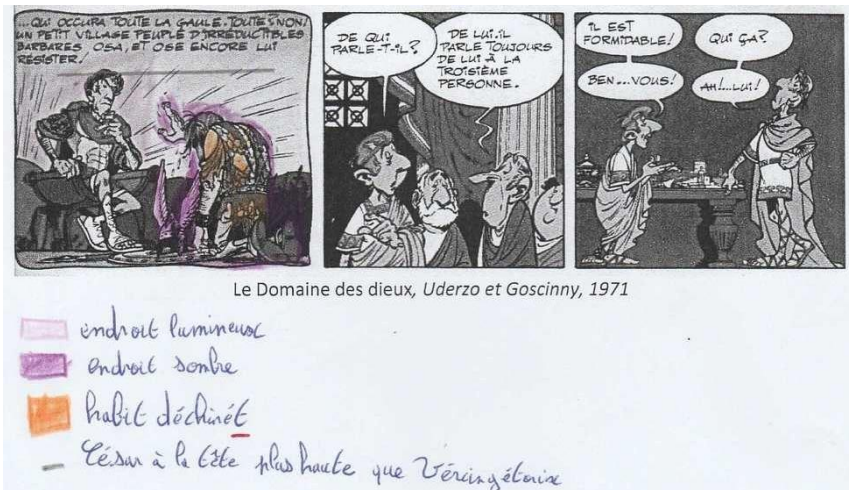 ...QUI OCCUPA TOUTE LA GAULE. TOUTE? NON!
UN PETIT VILLAGE PEUPLÉ D'IRRÉDUCTIBLES
BARBARES OSA, ET OSE ENCORE LUI
RÉSISTER!
DE QUI
PARLE-T-IL?
DE LUI. IL
PARLE TOUJOURS
DE LUI À LA
TROISIÈME
PERSONNE.
IL EST
FORMIDABLE!
QUI ÇA?
BEN...VOUS!
AH!...LUI!
Le Domaine des dieux, Uderzo et Goscinny, 1971
endroit lumineux
endroit sombre
habit déchirét
César à la tête plus haute que Vércingétorix